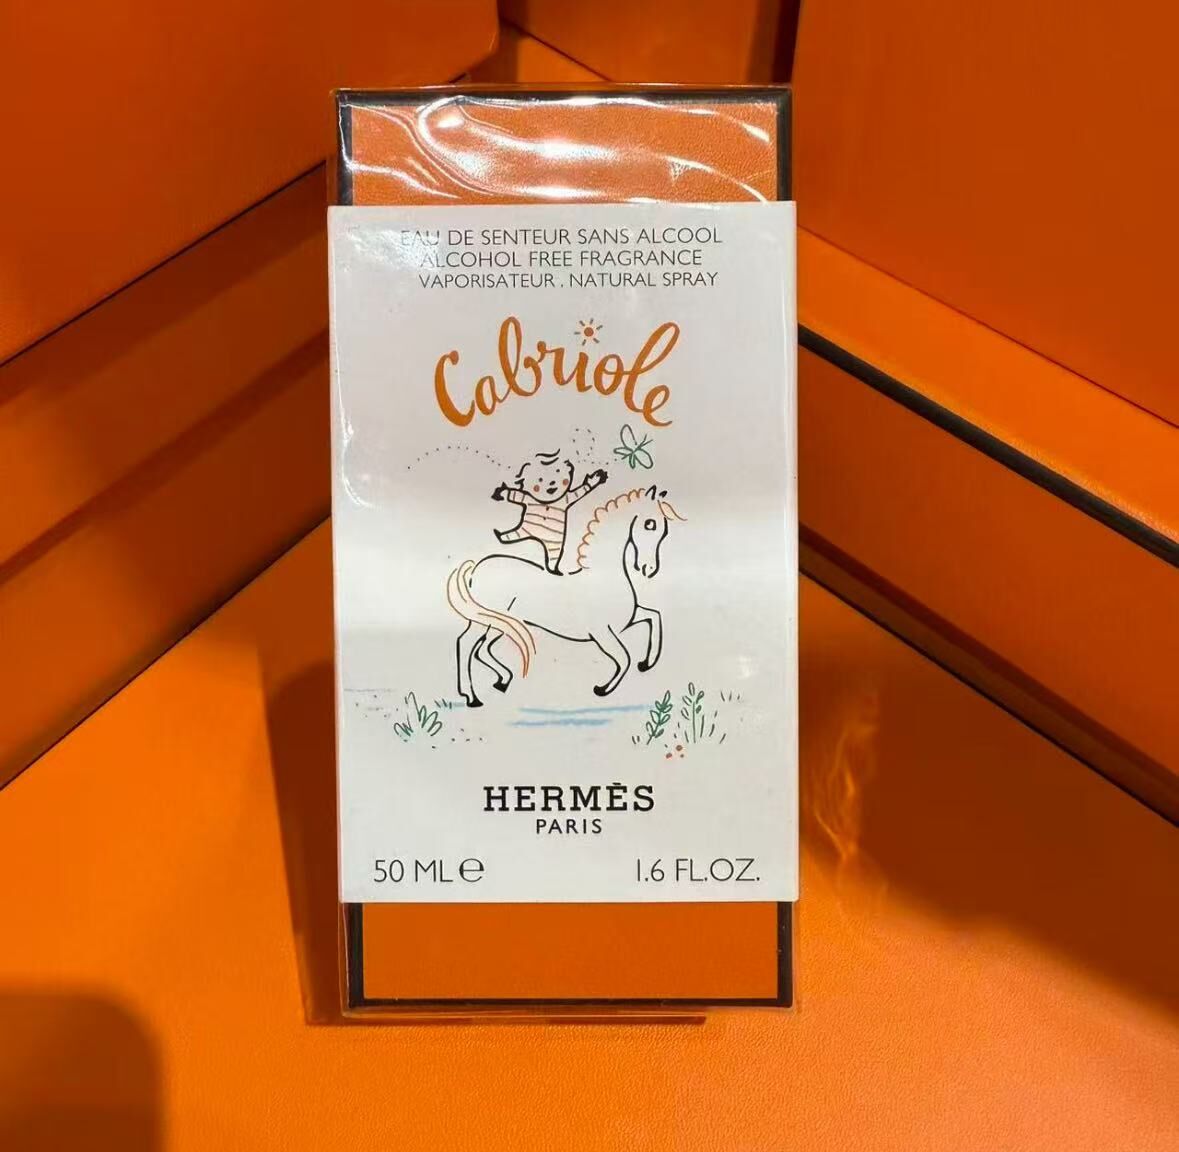 EAU DE SENTEUR SANS ALCOOL
ALCOHOL FREE FRAGRANCE
VAPORISATEUR . NATURAL SPRAY
Cabriole
HERMÈS
PARIS
50 ML ℮
1.6 FL.OZ.